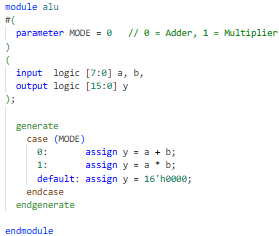 module alu
#(
  parameter MODE = 0   // 0 = Adder, 1 = Multiplier
)
(
  input  logic [7:0] a, b,
  output logic [15:0] y
);
  generate
    case (MODE)
      0:       assign y = a + b;
      1:       assign y = a * b;
      default: assign y = 16'h0000;
    endcase
  endgenerate
endmodule